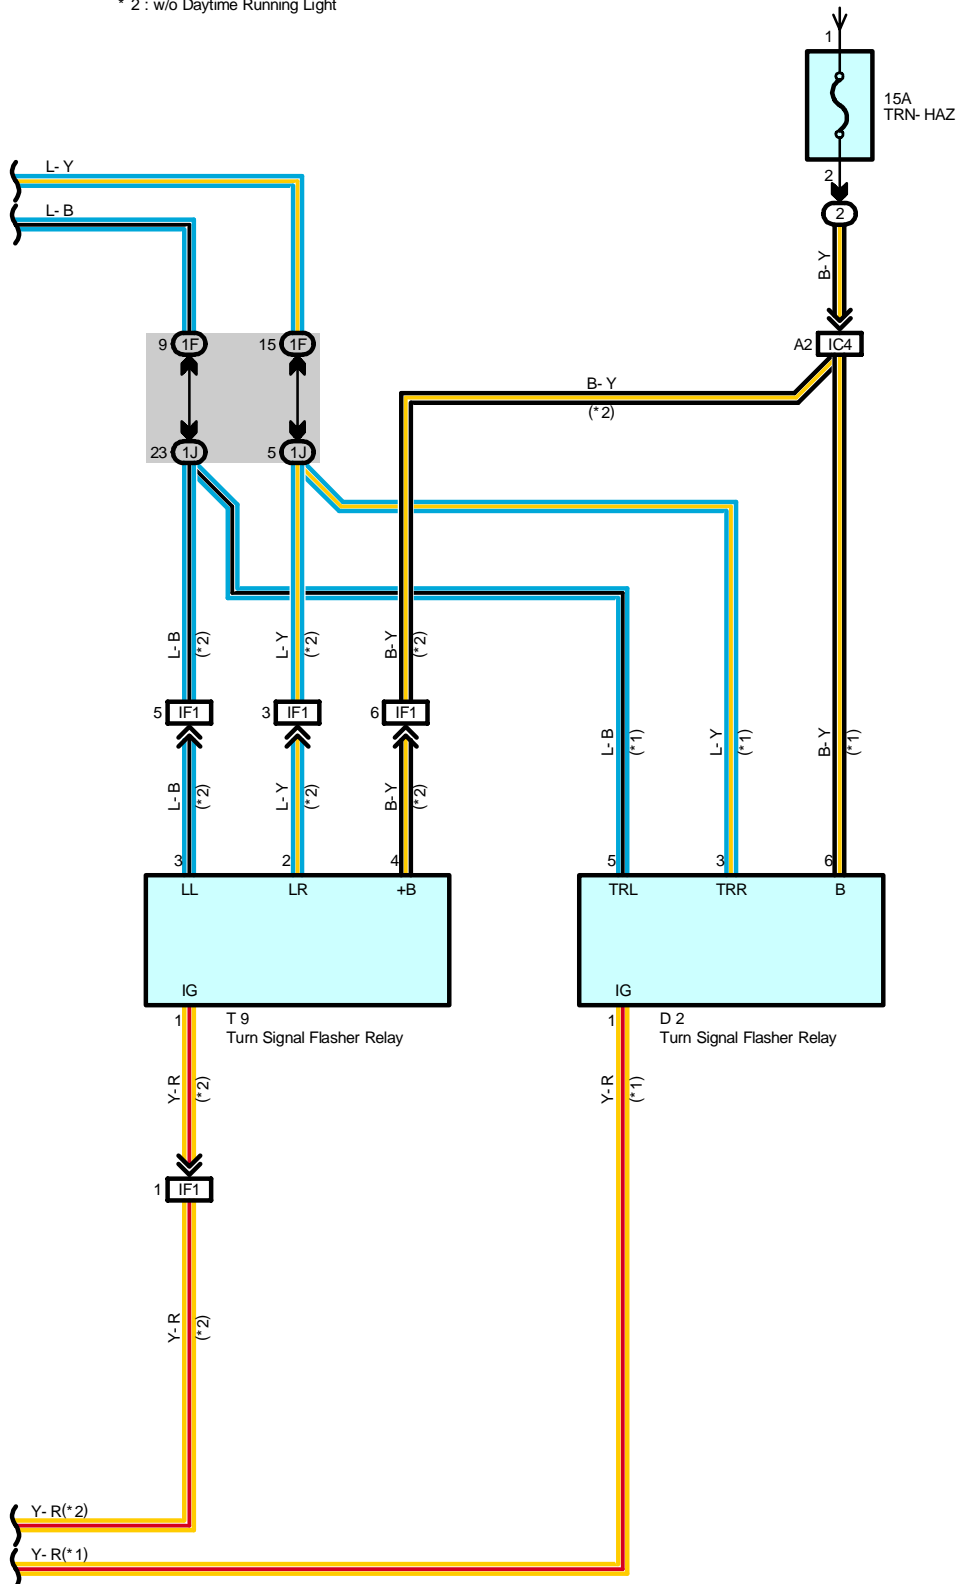 * 2 : w/o Daytime Running Light
1
15A
TRN- HAZ
2
2
L- Y
L- B
B- Y
9 1F
15 1F
A2 IC4
B- Y
(* 2)
23 1J
5 1J
L- B
(* 2)
L- Y
(* 2)
B- Y
(* 2)
5 IF1
3 IF1
6 IF1
L- B
(* 1)
L- Y
(* 1)
B- Y
(* 1)
L- B
(* 2)
L- Y
(* 2)
B- Y
(* 2)
3
2
4
5
3
6
LL
LR
+B
TRL
TRR
B
IG
IG
1
T 9
Turn Signal Flasher Relay
1
D 2
Turn Signal Flasher Relay
Y- R
(* 2)
Y- R
(* 1)
1 IF1
Y- R
(* 2)
Y- R(* 2)
Y- R(* 1)